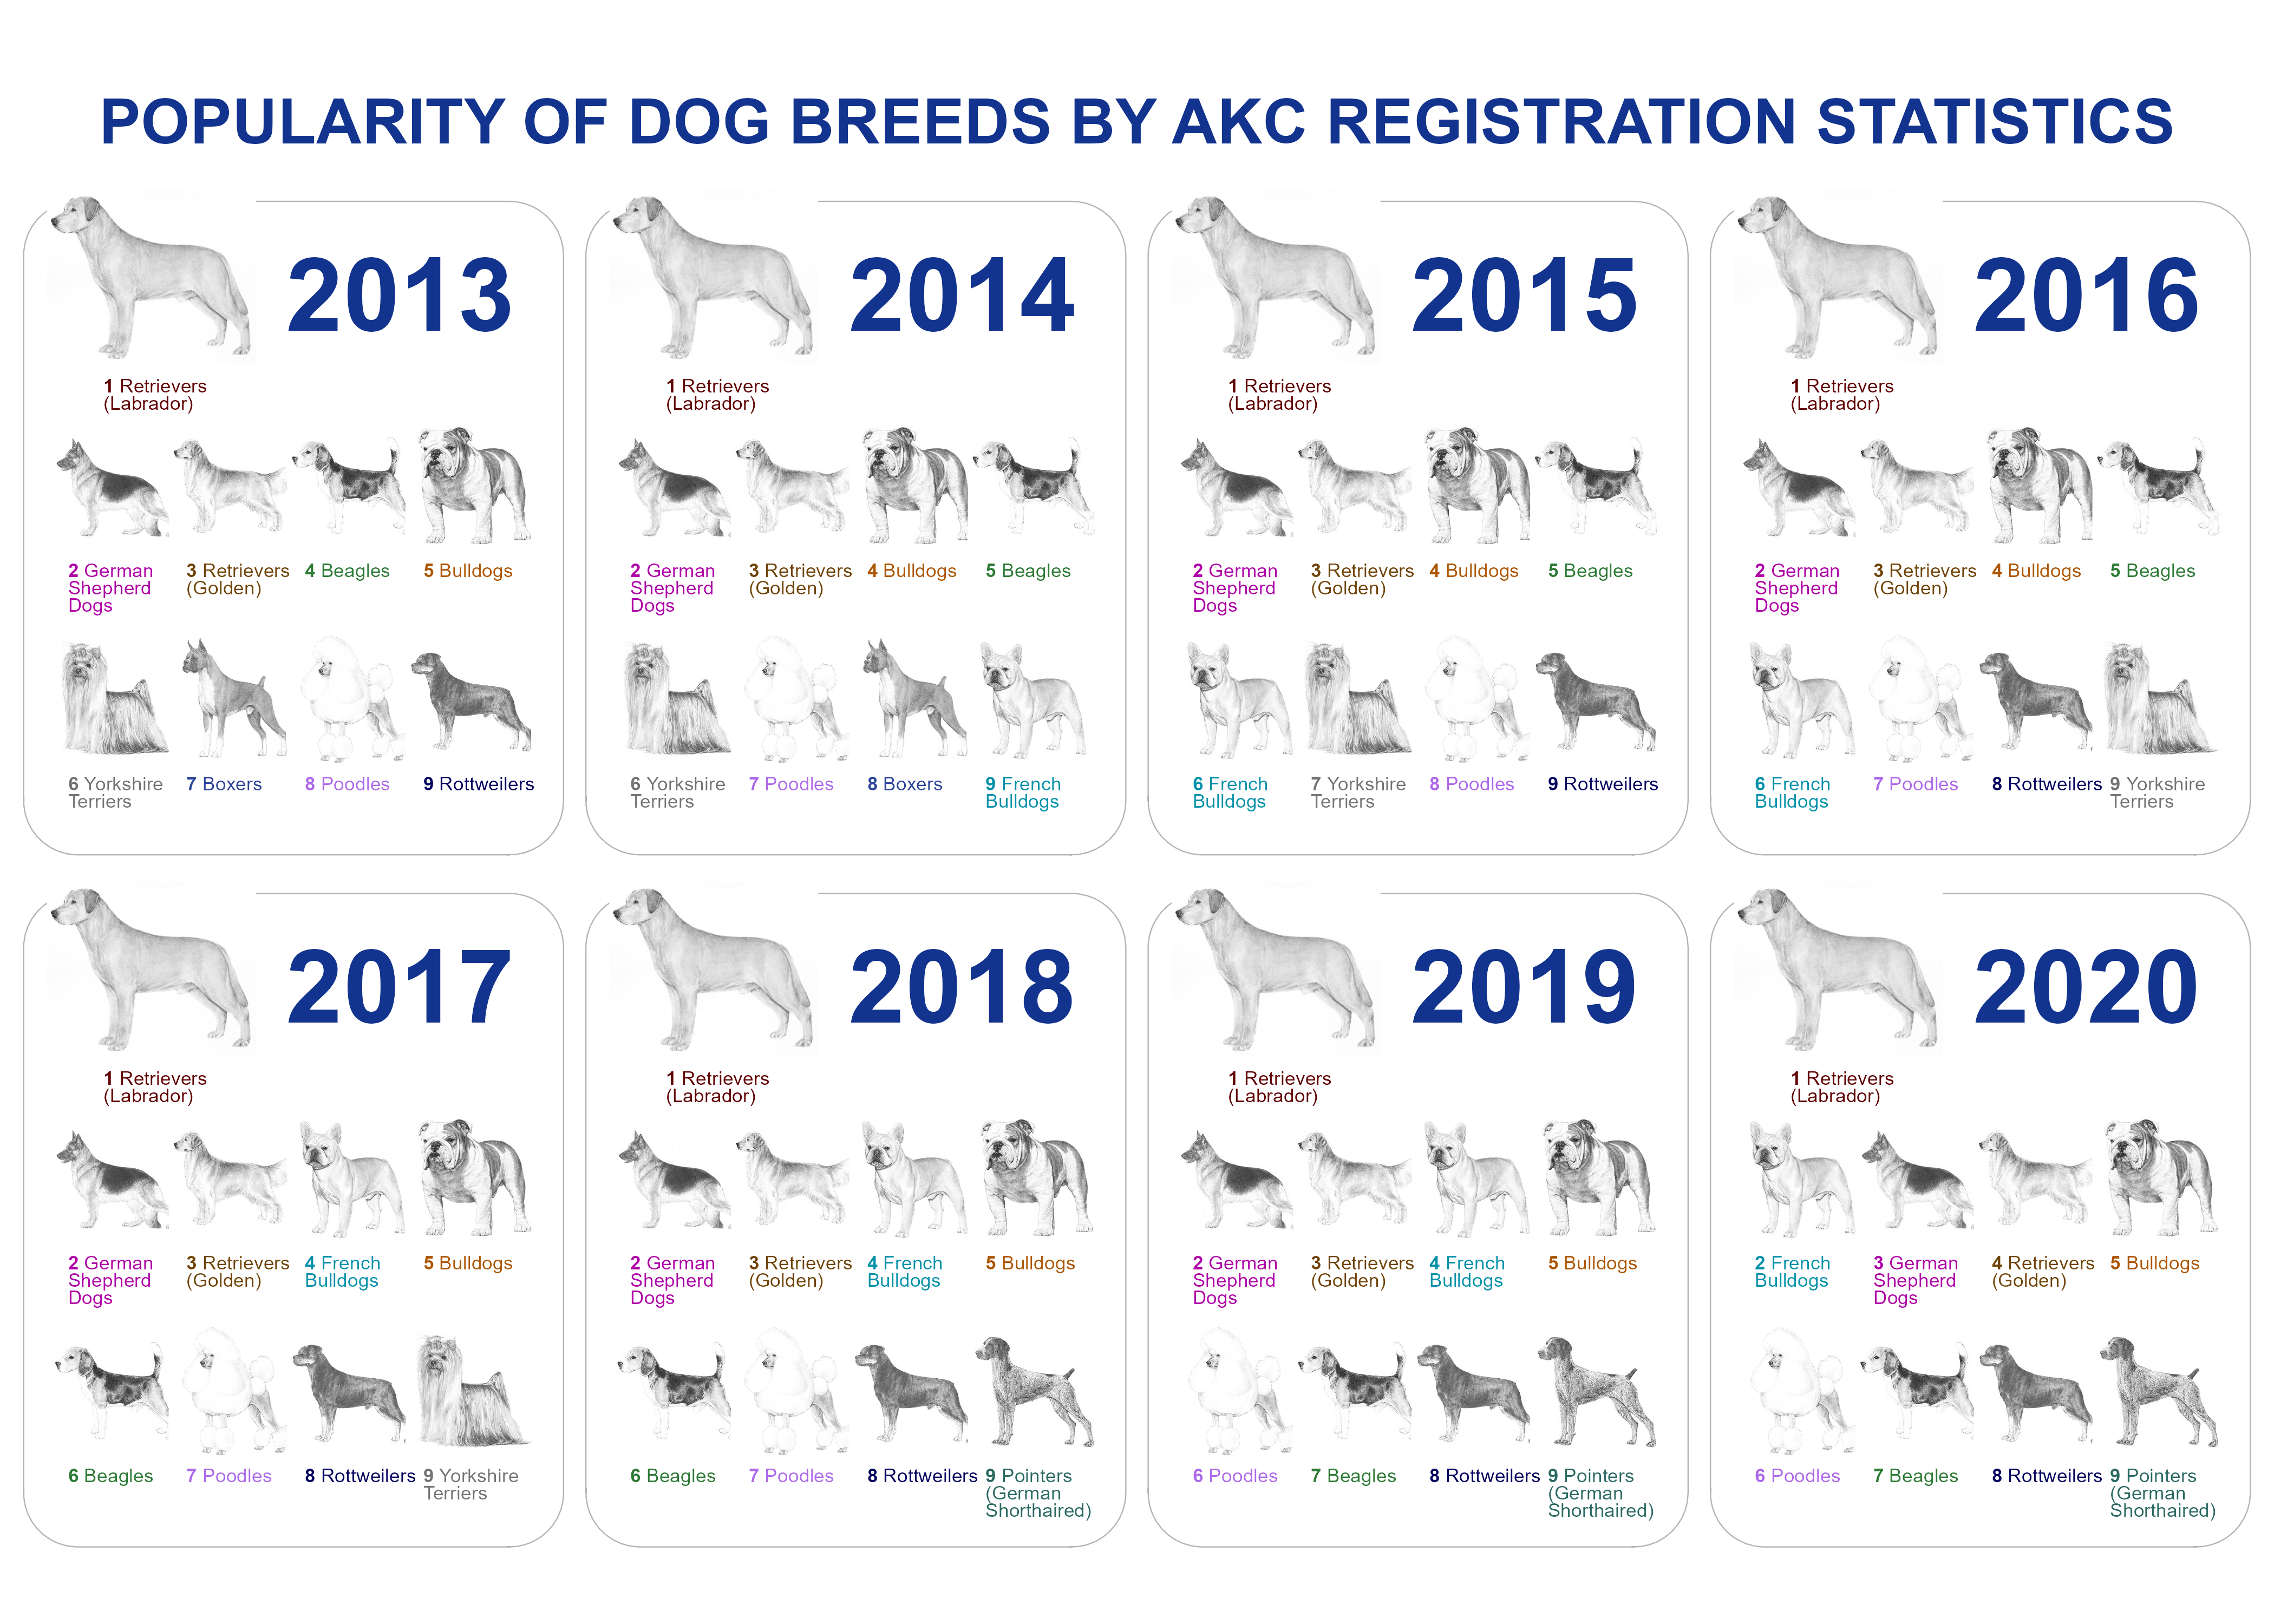 POPULARITY OF DOG BREEDS BY AKC REGISTRATION STATISTICS
2013
1 Retrievers
(Labrador)
2 German
Shepherd
Dogs
3 Retrievers
(Golden)
4 Beagles
5 Bulldogs
6 Yorkshire
Terriers
7 Boxers
8 Poodles
9 Rottweilers
2014
1 Retrievers
(Labrador)
2 German
Shepherd
Dogs
3 Retrievers
(Golden)
4 Bulldogs
5 Beagles
6 Yorkshire
Terriers
7 Poodles
8 Boxers
9 French
Bulldogs
2015
1 Retrievers
(Labrador)
2 German
Shepherd
Dogs
3 Retrievers
(Golden)
4 Bulldogs
5 Beagles
6 French
Bulldogs
7 Yorkshire
Terriers
8 Poodles
9 Rottweilers
2016
1 Retrievers
(Labrador)
2 German
Shepherd
Dogs
3 Retrievers
(Golden)
4 Bulldogs
5 Beagles
6 French
Bulldogs
7 Poodles
8 Rottweilers
9 Yorkshire
Terriers
2017
1 Retrievers
(Labrador)
2 German
Shepherd
Dogs
3 Retrievers
(Golden)
4 French
Bulldogs
5 Bulldogs
6 Beagles
7 Poodles
8 Rottweilers
9 Yorkshire
Terriers
2018
1 Retrievers
(Labrador)
2 German
Shepherd
Dogs
3 Retrievers
(Golden)
4 French
Bulldogs
5 Bulldogs
6 Beagles
7 Poodles
8 Rottweilers
9 Pointers
(German
Shorthaired)
2019
1 Retrievers
(Labrador)
2 German
Shepherd
Dogs
3 Retrievers
(Golden)
4 French
Bulldogs
5 Bulldogs
6 Poodles
7 Beagles
8 Rottweilers
9 Pointers
(German
Shorthaired)
2020
1 Retrievers
(Labrador)
2 French
Bulldogs
3 German
Shepherd
Dogs
4 Retrievers
(Golden)
5 Bulldogs
6 Poodles
7 Beagles
8 Rottweilers
9 Pointers
(German
Shorthaired)